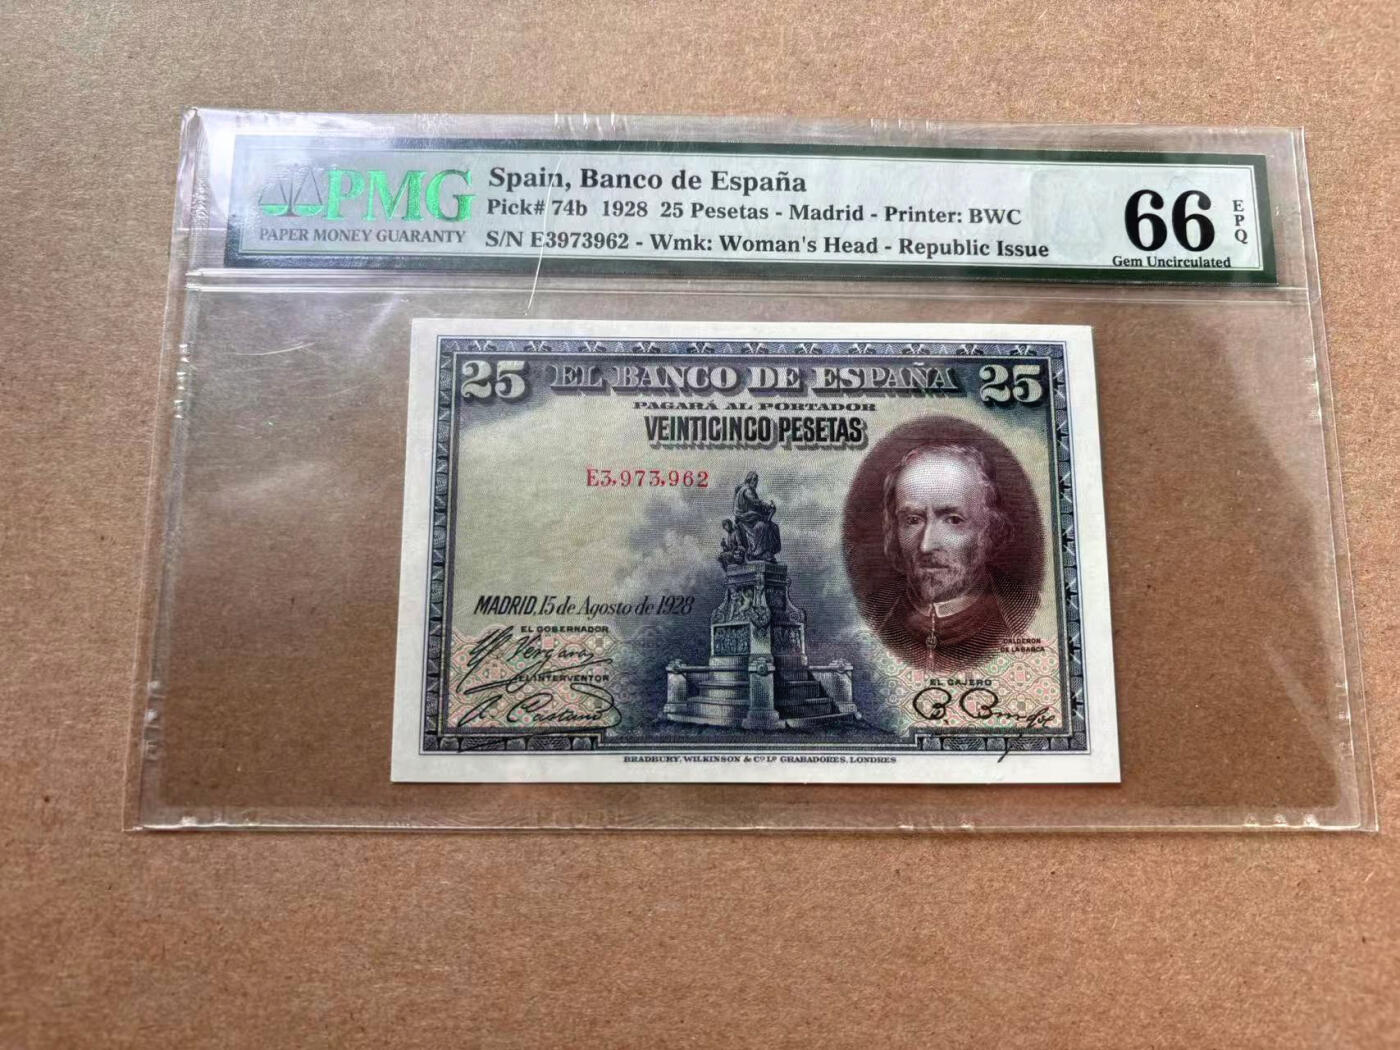 PMG
PAPER MONEY GUARANTY
Spain, Banco de España
Pick# 74b 1928 25 Pesetas - Madrid - Printer: BWC
S/N E3973962 - Wmk: Woman's Head - Republic Issue
66
EPQ
Gem Uncirculated
25 EL BANCO DE ESPAÑA 25
PAGARÁ AL PORTADOR
VEINTICINCO PESETAS
E3,973,962
MADRID, 15 de Agosto de 1928
EL GOBERNADOR
EL INTERVENTOR
CALDERON
DE LA BARCA
EL CAJERO
BRADBURY, WILKINSON & Cº Lᵈ GRABADORES, LONDRES